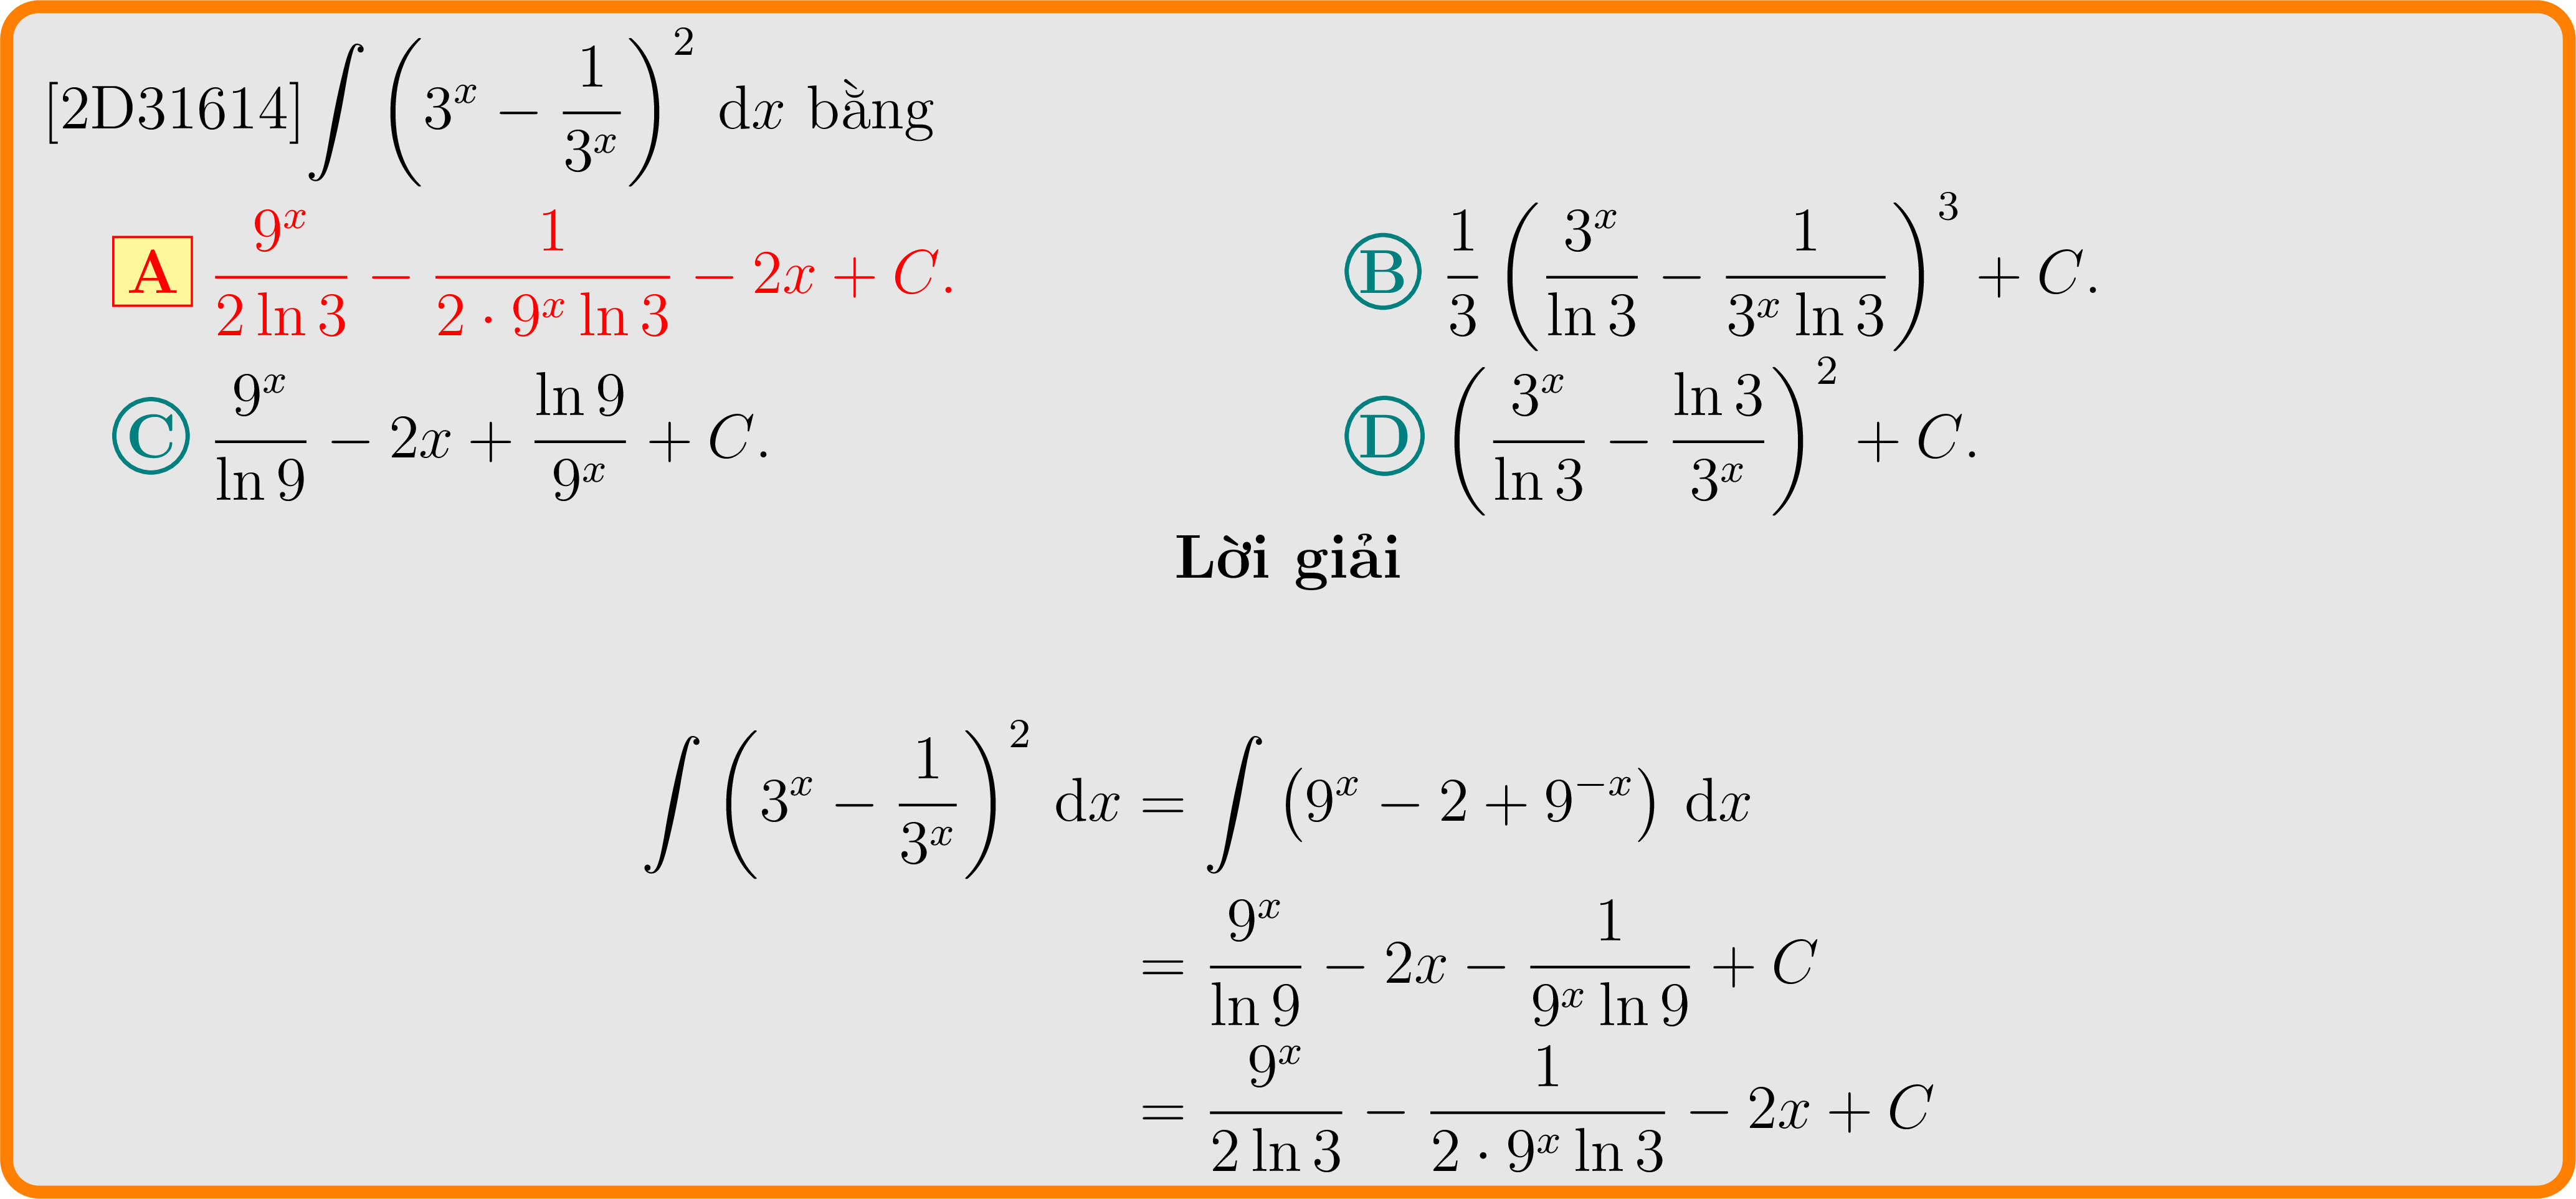 [2D31614] $\int \left(3^x - \frac{1}{3^x}\right)^2 \mathrm{d}x$ bằng
A $\frac{9^x}{2\ln 3} - \frac{1}{2 \cdot 9^x \ln 3} - 2x + C.$ B $\frac{1}{3}\left(\frac{3^x}{\ln 3} - \frac{1}{3^x \ln 3}\right)^3 + C.$
C $\frac{9^x}{\ln 9} - 2x + \frac{\ln 9}{9^x} + C.$ D $\left(\frac{3^x}{\ln 3} - \frac{\ln 3}{3^x}\right)^2 + C.$
Lời giải
$\int \left(3^x - \frac{1}{3^x}\right)^2 \mathrm{d}x = \int \left(9^x - 2 + 9^{-x}\right) \mathrm{d}x$
$= \frac{9^x}{\ln 9} - 2x - \frac{1}{9^x \ln 9} + C$
$= \frac{9^x}{2\ln 3} - \frac{1}{2 \cdot 9^x \ln 3} - 2x + C$